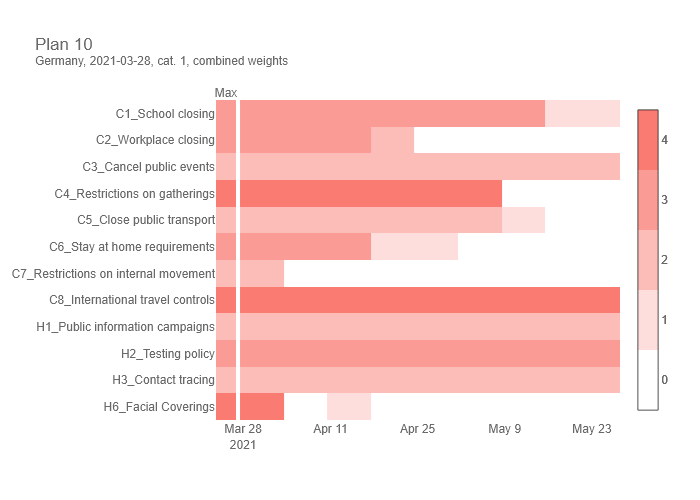 Plan 10
Germany, 2021-03-28, cat. 1, combined weights
Max
C1_School closing
C2_Workplace closing
C3_Cancel public events
C4_Restrictions on gatherings
C5_Close public transport
C6_Stay at home requirements
C7_Restrictions on internal movement
C8_International travel controls
H1_Public information campaigns
H2_Testing policy
H3_Contact tracing
H6_Facial Coverings
Mar 28 Apr 11 Apr 25 May 9 May 23
2021
4
3
2
1
0